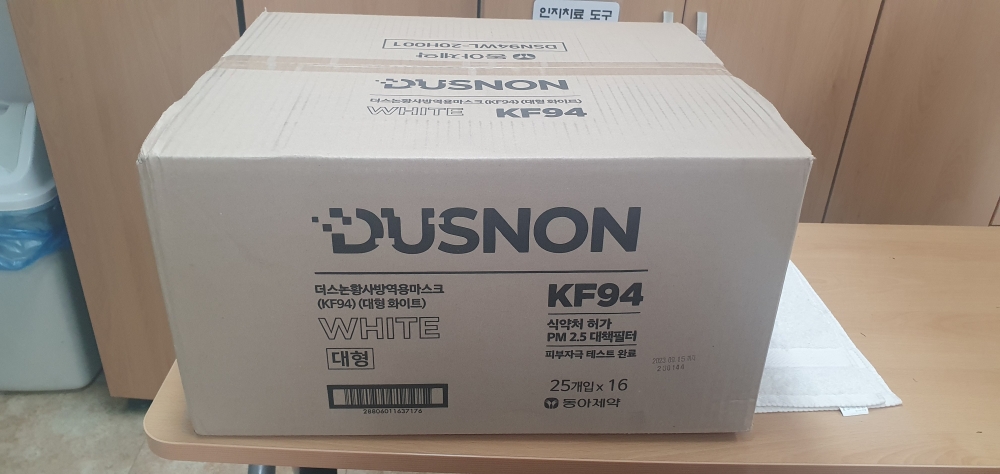 인지치료 도구
DSN94WL-20H001
동아제약
DUSNON
더스논황사방역용마스크(KF94) (대형 화이트)
WHITE KF94
DUSNON
더스논황사방역용마스크
(KF94) (대형 화이트)
WHITE
대형
KF94
식약처 허가
PM 2.5 대책필터
피부자극 테스트 완료
25개입 x 16
동아제약
28806011637176